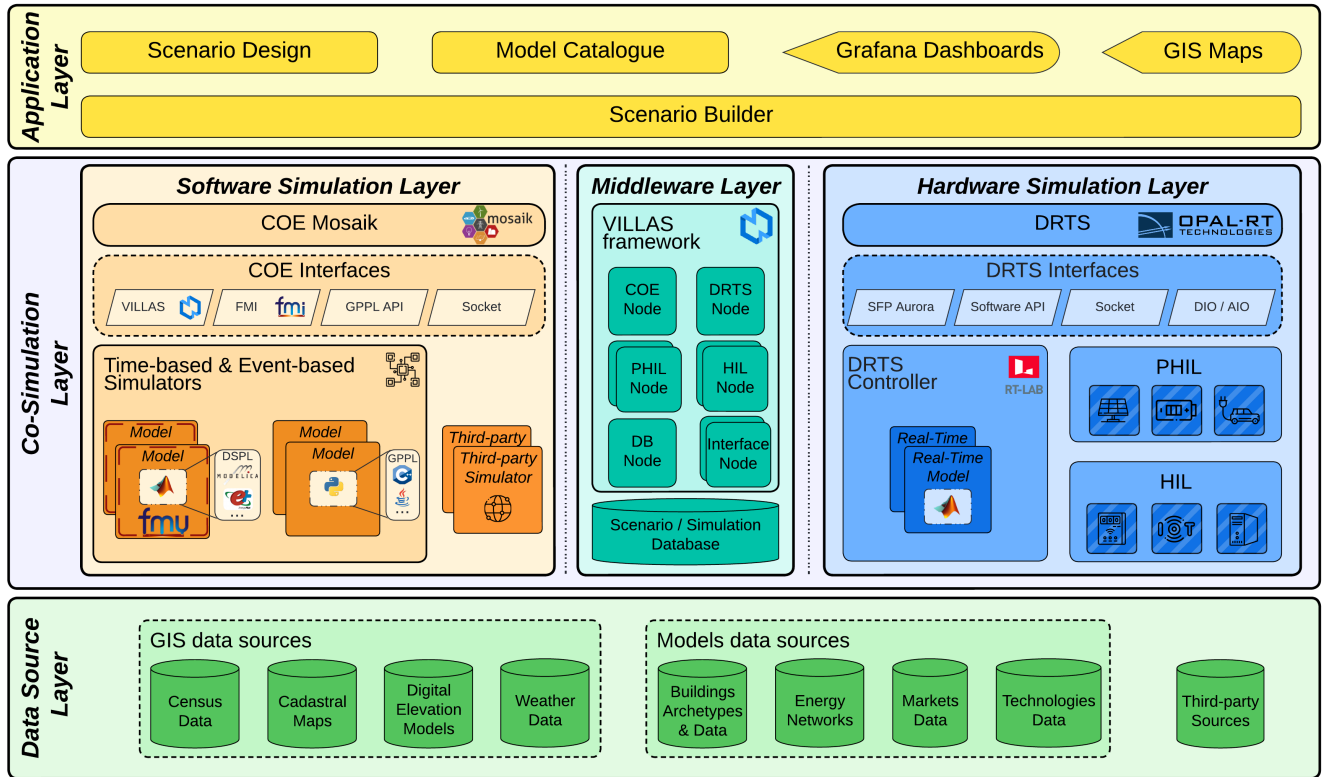 Application
Layer
Scenario Design
Model Catalogue
Grafana Dashboards
GIS Maps
Scenario Builder
Co-Simulation
Layer
Software Simulation Layer
COE Mosaik
mosaik
COE Interfaces
VILLAS
FMI
fmi
GPPL API
Socket
Time-based & Event-based
Simulators
Model
Model
fmu
DSPL
MODELICA
et
...
Model
Model
GPPL
C++
Java
...
Third-party
Third-party
Simulator
Middleware Layer
VILLAS
framework
COE
Node
DRTS
Node
PHIL
Node
HIL
Node
DB
Node
Interface
Node
Scenario / Simulation
Database
Hardware Simulation Layer
DRTS
OPAL-RT
TECHNOLOGIES
DRTS Interfaces
SFP Aurora
Software API
Socket
DIO / AIO
DRTS
Controller
RT-LAB
Real-Time
Real-Time
Model
PHIL
HIL
IOT
Data Source
Layer
GIS data sources
Census
Data
Cadastral
Maps
Digital
Elevation
Models
Weather
Data
Models data sources
Buildings
Archetypes
& Data
Energy
Networks
Markets
Data
Technologies
Data
Third-party
Sources